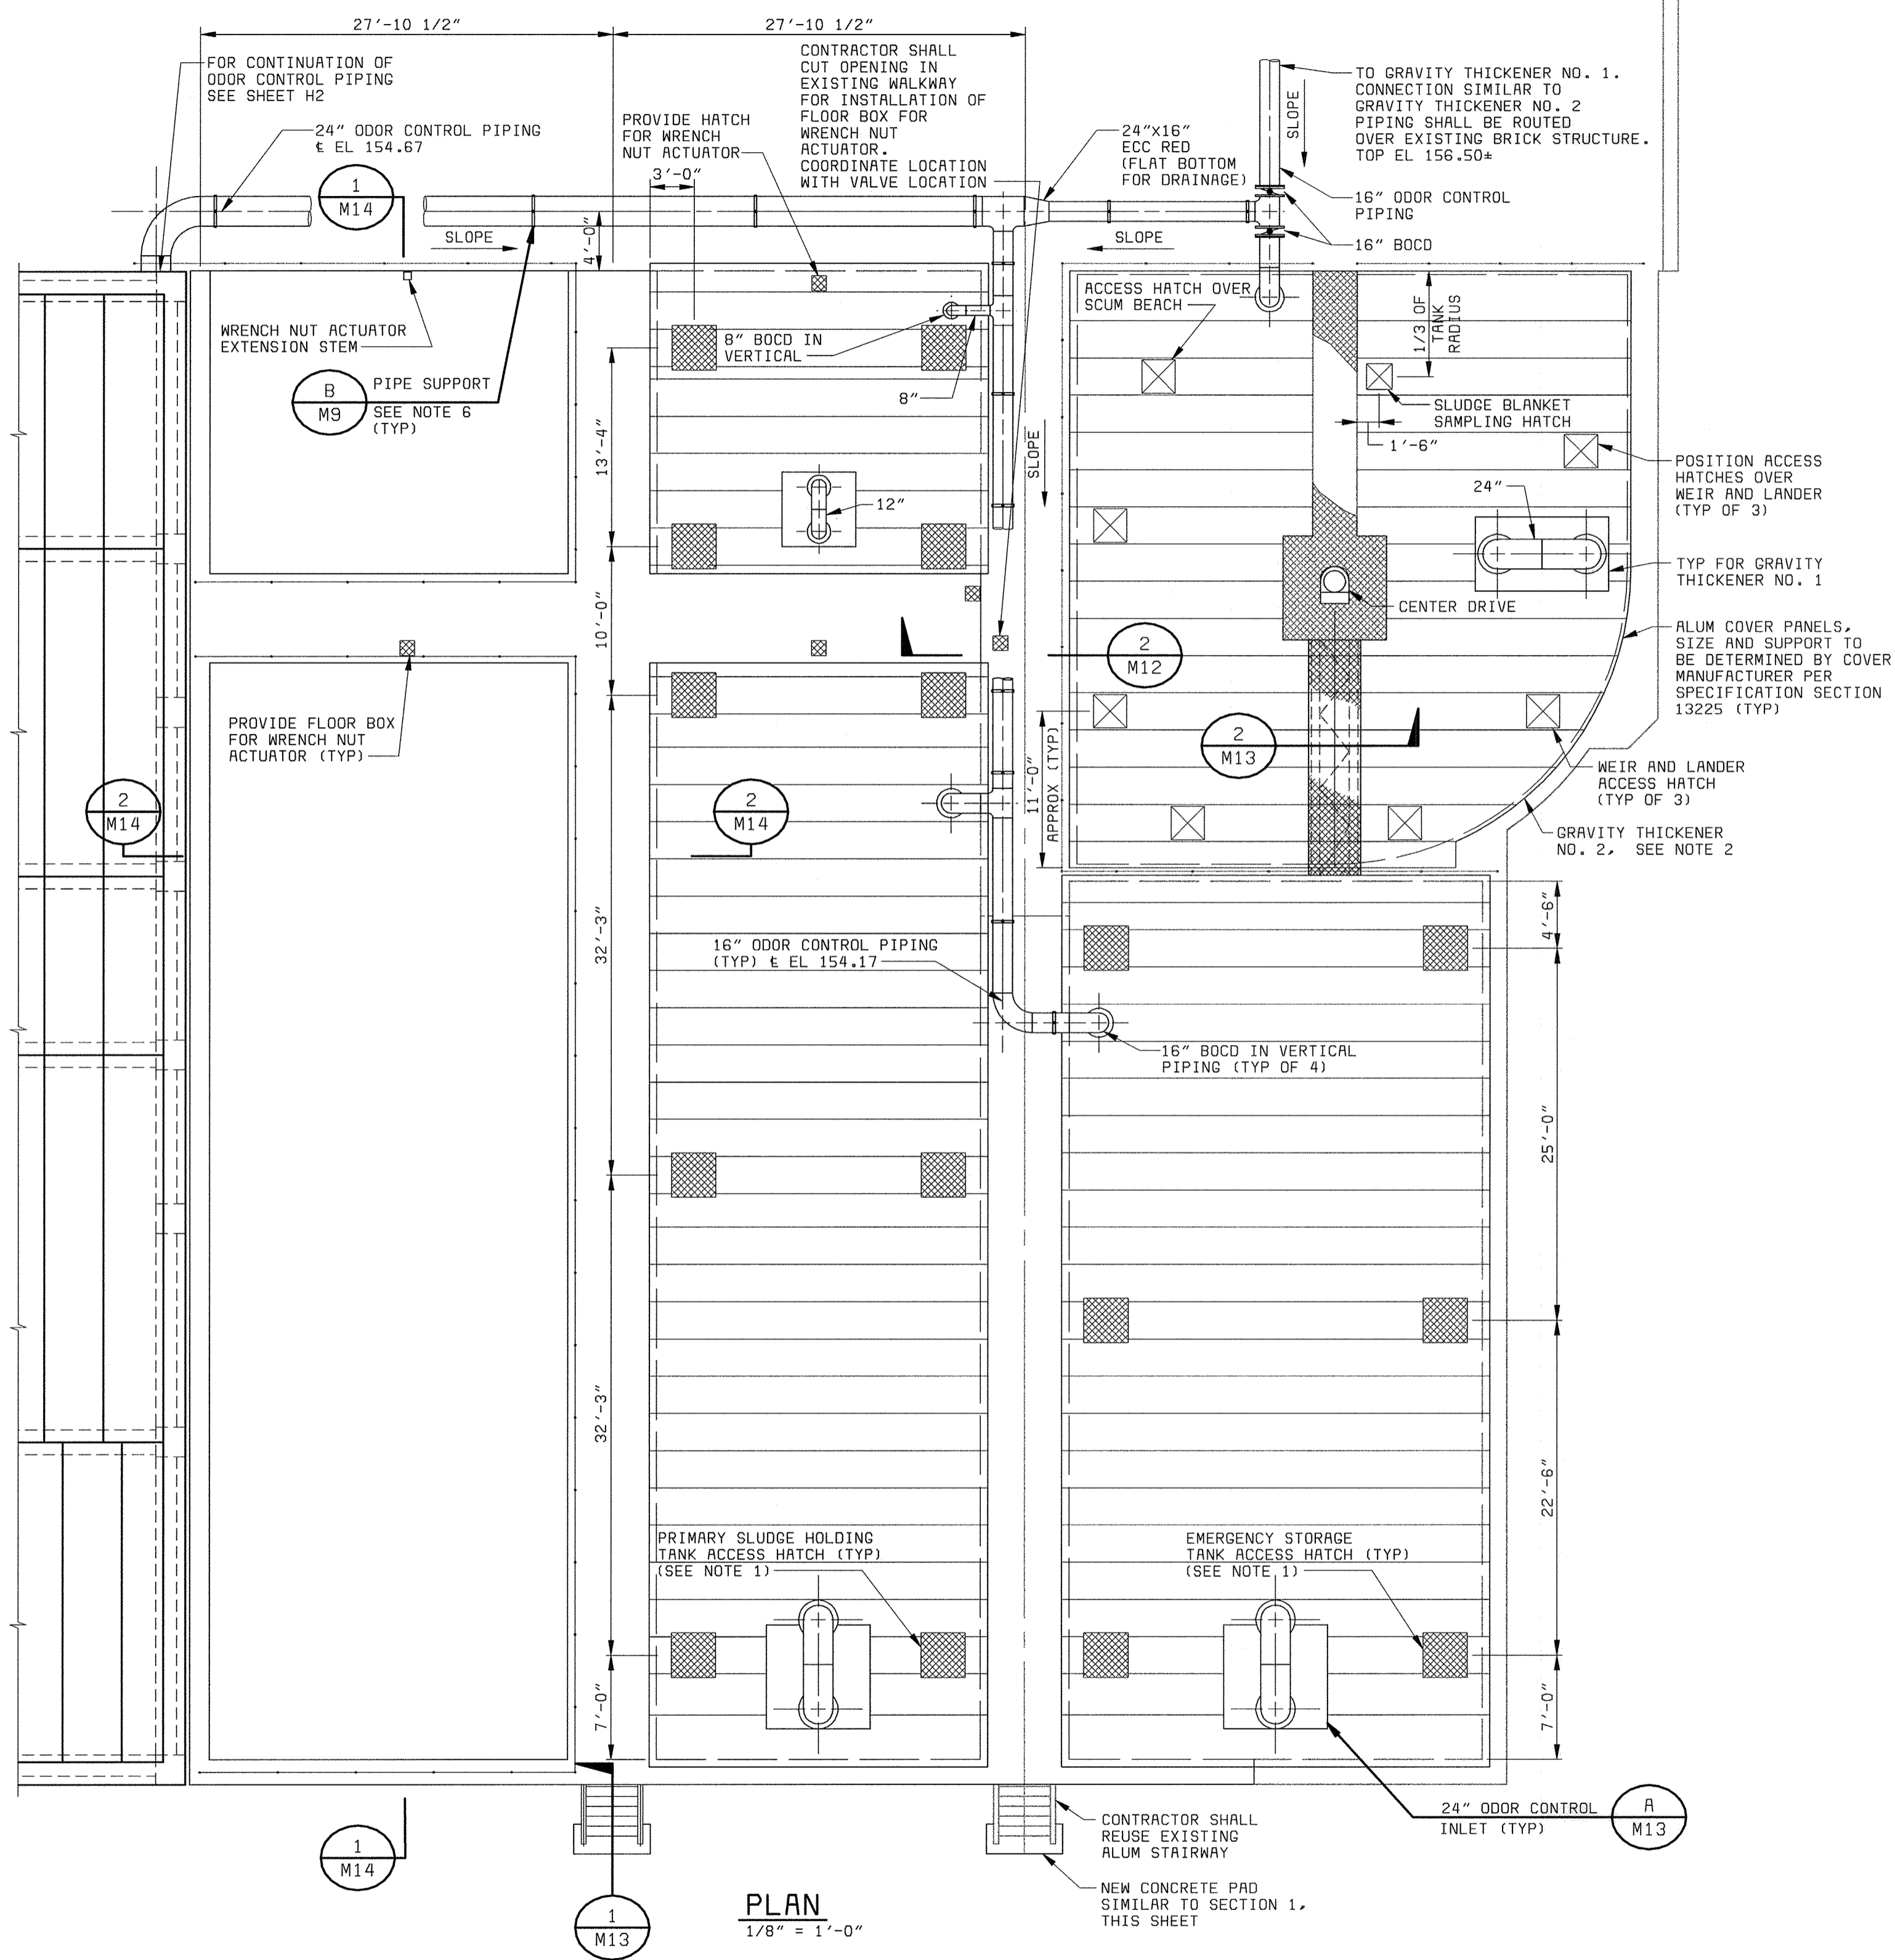 27'-10 1/2"
27'-10 1/2"
FOR CONTINUATION OF
ODOR CONTROL PIPING
SEE SHEET H2
24" ODOR CONTROL PIPING
℄ EL 154.67
1
M14
SLOPE
PROVIDE HATCH
FOR WRENCH
NUT ACTUATOR
3'-0"
4'-0"
CONTRACTOR SHALL
CUT OPENING IN
EXISTING WALKWAY
FOR INSTALLATION OF
FLOOR BOX FOR
WRENCH NUT
ACTUATOR.
COORDINATE LOCATION
WITH VALVE LOCATION
24"x16"
ECC RED
(FLAT BOTTOM
FOR DRAINAGE)
SLOPE
SLOPE
TO GRAVITY THICKENER NO. 1.
CONNECTION SIMILAR TO
GRAVITY THICKENER NO. 2
PIPING SHALL BE ROUTED
OVER EXISTING BRICK STRUCTURE.
TOP EL 156.50±
16" ODOR CONTROL
PIPING
16" BOCD
WRENCH NUT ACTUATOR
EXTENSION STEM
B
M9
PIPE SUPPORT
SEE NOTE 6
(TYP)
8" BOCD IN
VERTICAL
8"
13'-4"
12"
SLOPE
ACCESS HATCH OVER
SCUM BEACH
1/3 OF
TANK
RADIUS
SLUDGE BLANKET
SAMPLING HATCH
1'-6"
POSITION ACCESS
HATCHES OVER
WEIR AND LANDER
(TYP OF 3)
24"
TYP FOR GRAVITY
THICKENER NO. 1
CENTER DRIVE
10'-0"
2
M12
ALUM COVER PANELS,
SIZE AND SUPPORT TO
BE DETERMINED BY COVER
MANUFACTURER PER
SPECIFICATION SECTION
13225 (TYP)
PROVIDE FLOOR BOX
FOR WRENCH NUT
ACTUATOR (TYP)
2
M13
11'-0"
APPROX (TYP)
WEIR AND LANDER
ACCESS HATCH
(TYP OF 3)
2
M14
2
M14
GRAVITY THICKENER
NO. 2, SEE NOTE 2
32'-3"
16" ODOR CONTROL PIPING
(TYP) ℄ EL 154.17
4'-6"
16" BOCD IN VERTICAL
PIPING (TYP OF 4)
25'-0"
32'-3"
22'-6"
PRIMARY SLUDGE HOLDING
TANK ACCESS HATCH (TYP)
(SEE NOTE 1)
EMERGENCY STORAGE
TANK ACCESS HATCH (TYP)
(SEE NOTE 1)
7'-0"
7'-0"
24" ODOR CONTROL
INLET (TYP)
A
M13
1
M14
CONTRACTOR SHALL
REUSE EXISTING
ALUM STAIRWAY
NEW CONCRETE PAD
SIMILAR TO SECTION 1,
THIS SHEET
1
M13
PLAN
1/8" = 1'-0"